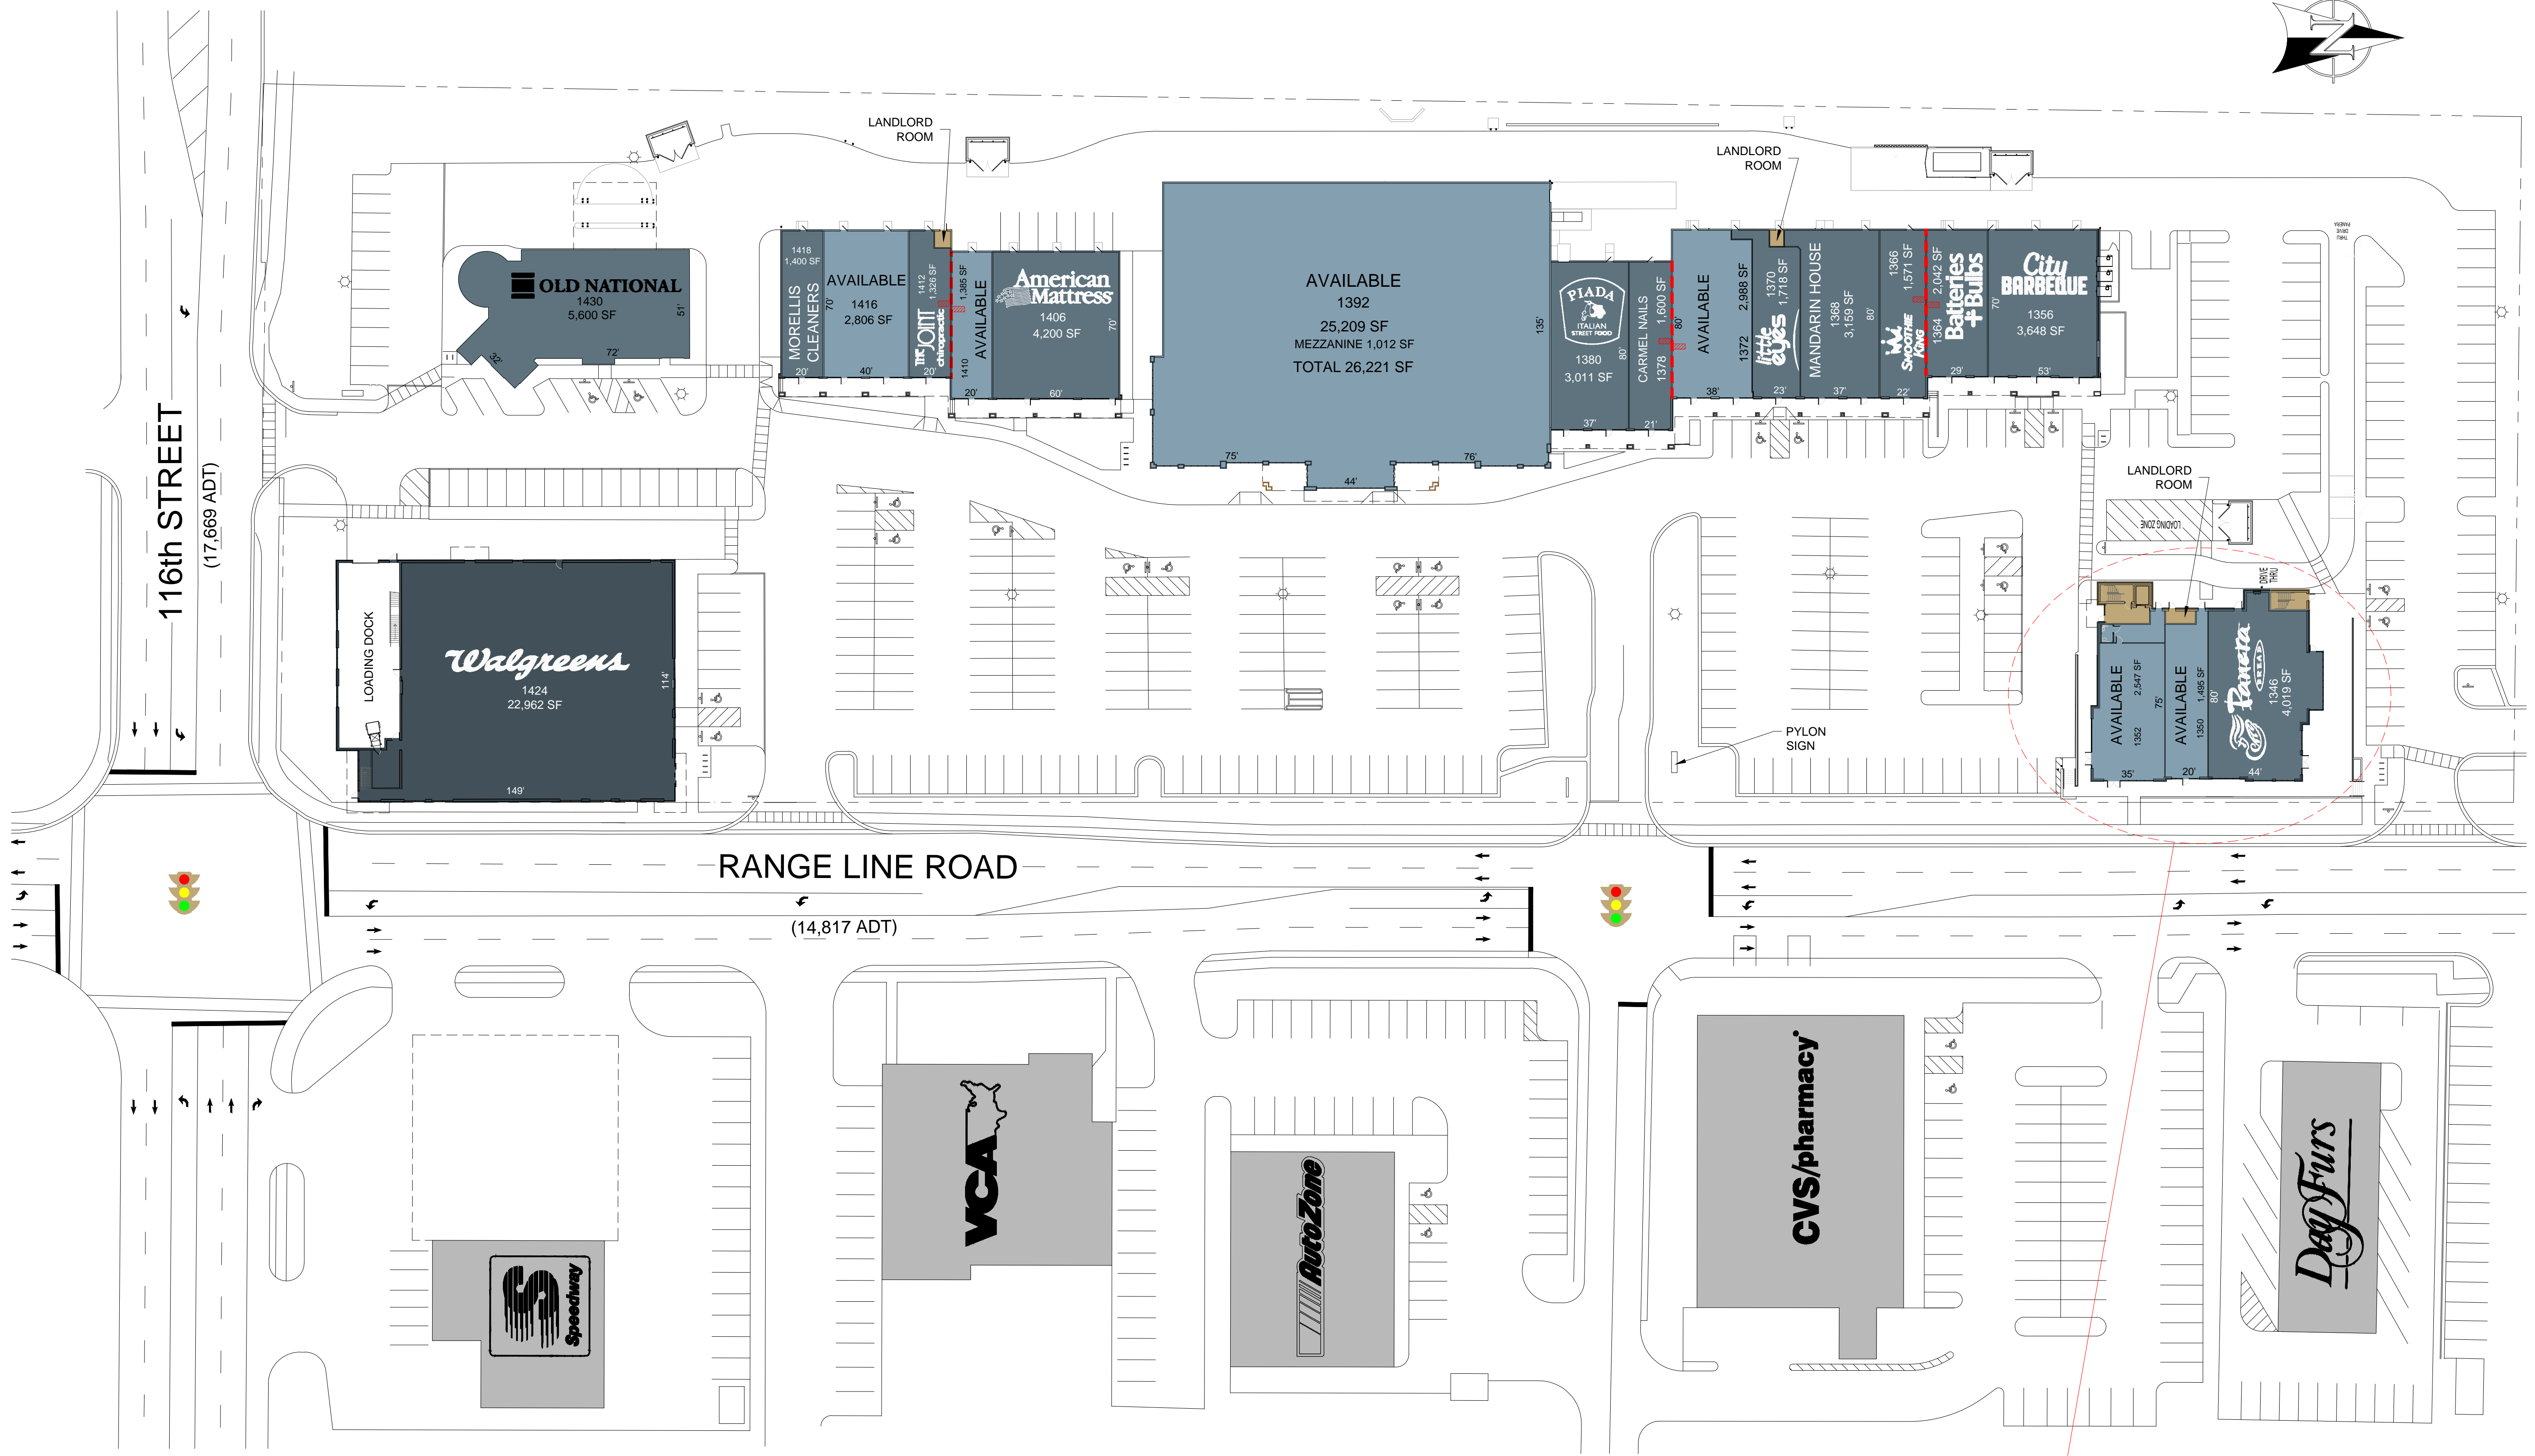 N
LANDLORD
ROOM
LANDLORD
ROOM
PANERA
DRIVE
THRU
OLD NATIONAL
1430
5,600 SF
51'
72'
32'
1418
1,400 SF
MORELLIS
CLEANERS
20'
70'
AVAILABLE
1416
2,806 SF
40'
1412
1,326 SF
THE JOINT
chiropractic
20'
1,385 SF
AVAILABLE
1410
20'
American
Mattress
1406
4,200 SF
70'
60'
AVAILABLE
1392
25,209 SF
MEZZANINE 1,012 SF
TOTAL 26,221 SF
135'
75'
44'
76'
PIADA
ITALIAN
STREET FOOD
1380
3,011 SF
80'
37'
CARMEL NAILS
1378
1,600 SF
21'
80'
AVAILABLE
1372
2,988 SF
38'
1370
1,718 SF
little
eyes
23'
MANDARIN HOUSE
1368
3,159 SF
80'
37'
1366
1,571 SF
SMOOTHIE
KING
22'
1364
2,042 SF
Batteries
+ Bulbs
29'
70'
City
BARBEQUE
1356
3,648 SF
53'
116th STREET
(17,669 ADT)
LOADING DOCK
Walgreens
1424
22,962 SF
114'
149'
LANDLORD
ROOM
LOADING ZONE
DRIVE
THRU
PYLON
SIGN
AVAILABLE
1352
2,547 SF
35'
75'
AVAILABLE
1350
1,495 SF
20'
80'
Panera
BREAD
1346
4,019 SF
44'
RANGE LINE ROAD
(14,817 ADT)
Speedway
VCA
AutoZone
CVS/pharmacy
Day Furs